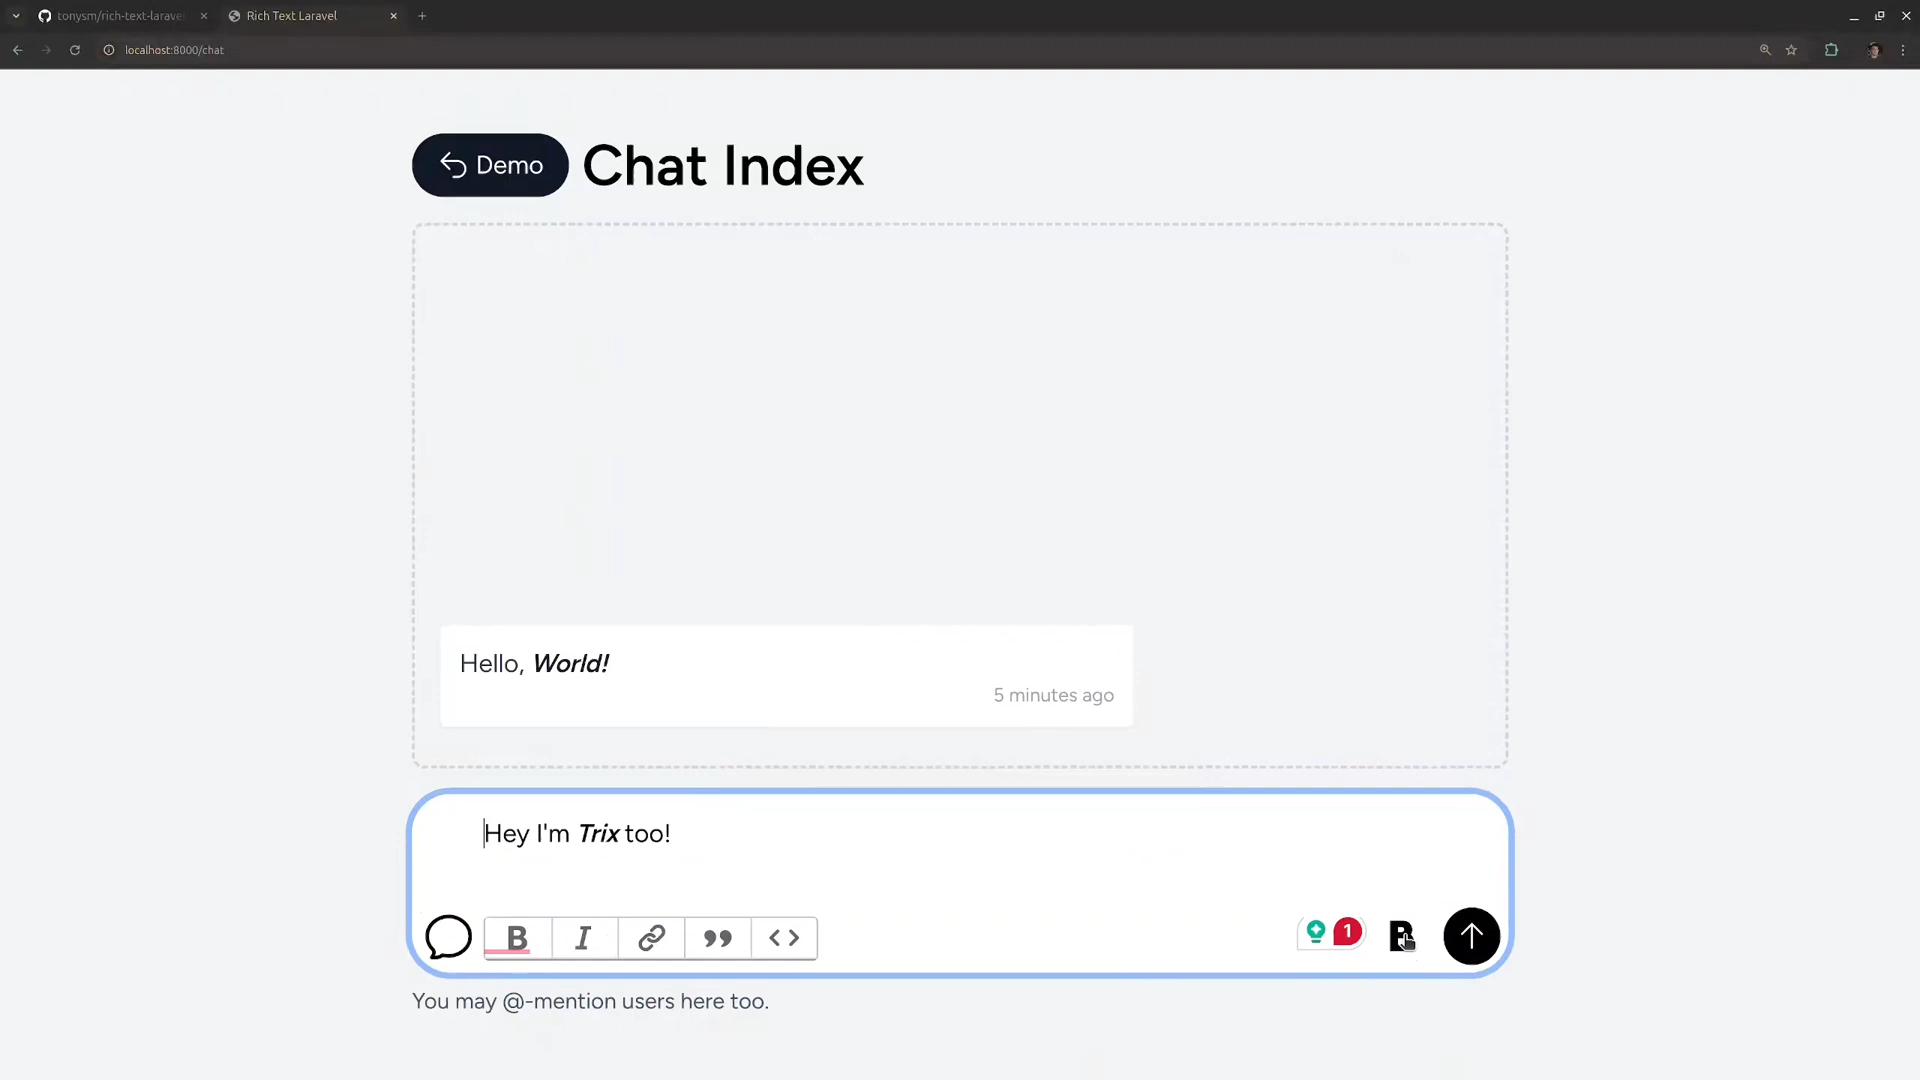 tonysm/rich-text-larave
Rich Text Laravel
localhost:8000/chat
Demo
Chat Index
Hello, World!
5 minutes ago
Hey I'm Trix too!
B I
1
B
You may @-mention users here too.